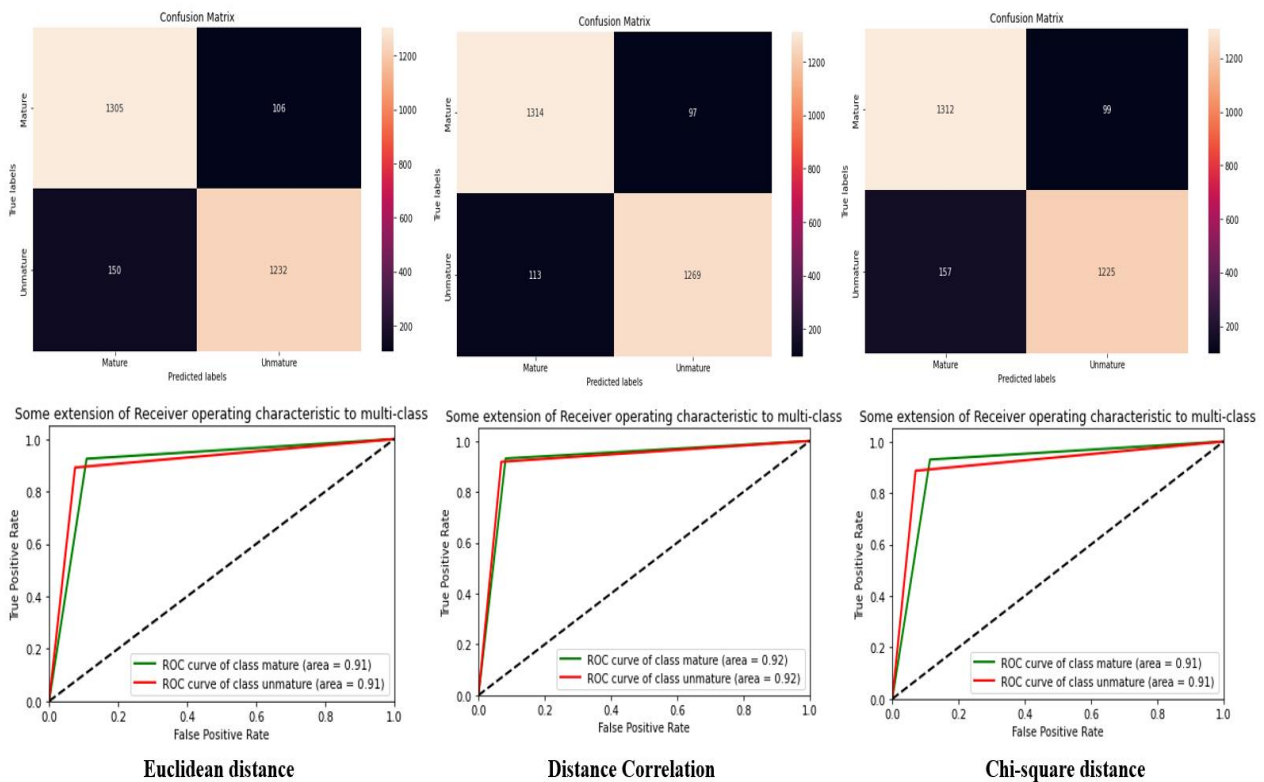 Confusion Matrix
1305
106
150
1232
Mature
Unmature
True labels
Mature
Unmature
Predicted labels
1200
1000
800
600
400
200
Confusion Matrix
1314
97
113
1269
Mature
Unmature
True labels
Mature
Unmature
Predicted labels
1200
1000
800
600
400
200
Confusion Matrix
1312
99
157
1225
Mature
Unmature
True labels
Mature
Unmature
Predicted labels
1200
1000
800
600
400
200
Some extension of Receiver operating characteristic to multi-class
1.0
0.8
0.6
0.4
0.2
0.0
True Positive Rate
ROC curve of class mature (area = 0.91)
ROC curve of class unmature (area = 0.91)
0.0 0.2 0.4 0.6 0.8 1.0
False Positive Rate
Euclidean distance
Some extension of Receiver operating characteristic to multi-class
1.0
0.8
0.6
0.4
0.2
0.0
True Positive Rate
ROC curve of class mature (area = 0.92)
ROC curve of class unmature (area = 0.92)
0.0 0.2 0.4 0.6 0.8 1.0
False Positive Rate
Distance Correlation
Some extension of Receiver operating characteristic to multi-class
1.0
0.8
0.6
0.4
0.2
0.0
True Positive Rate
ROC curve of class mature (area = 0.91)
ROC curve of class unmature (area = 0.91)
0.0 0.2 0.4 0.6 0.8 1.0
False Positive Rate
Chi-square distance